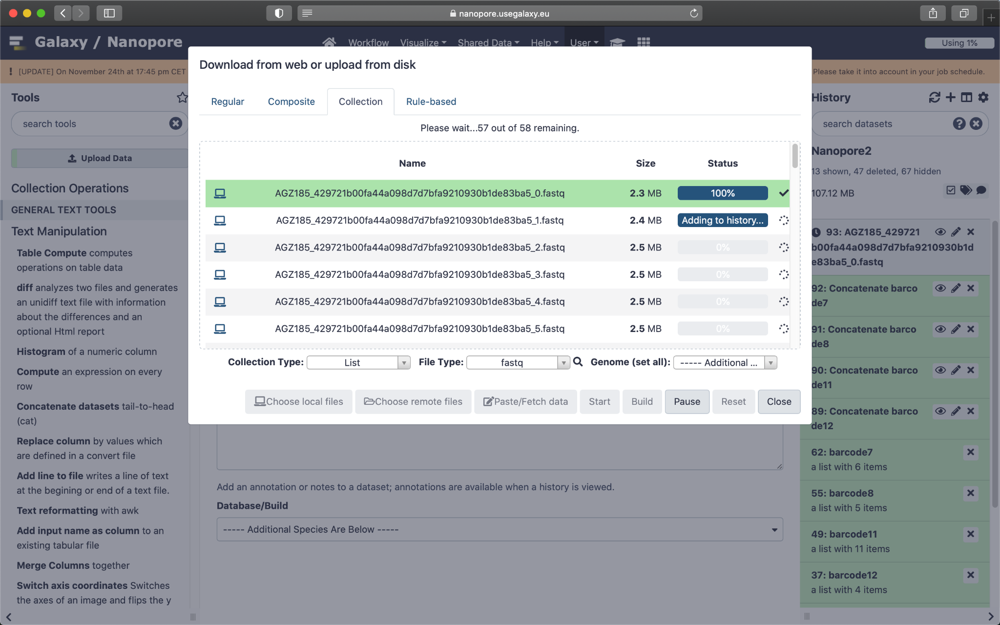 nanopore.usegalaxy.eu
Galaxy / Nanopore
Workflow Visualize Shared Data Help User
Using 1%
[UPDATE] On November 24th at 17:45 pm CET
Please take it into account in your job schedule.
Tools
search tools
Upload Data
Collection Operations
GENERAL TEXT TOOLS
Text Manipulation
Table Compute computes
operations on table data
diff analyzes two files and generates
an unidiff text file with information
about the differences and an
optional Html report
Histogram of a numeric column
Compute an expression on every
row
Concatenate datasets tail-to-head
(cat)
Replace column by values which
are defined in a convert file
Add line to file writes a line of text
at the begining or end of a text file.
Text reformatting with awk
Add input name as column to an
existing tabular file
Merge Columns together
Switch axis coordinates Switches
the axes of an image and flips the y
Download from web or upload from disk
Regular Composite Collection Rule-based
Please wait...57 out of 58 remaining.
Name Size Status
AGZ185_429721b00fa44a098d7d7bfa9210930b1de83ba5_0.fastq 2.3 MB 100%
AGZ185_429721b00fa44a098d7d7bfa9210930b1de83ba5_1.fastq 2.4 MB Adding to history...
AGZ185_429721b00fa44a098d7d7bfa9210930b1de83ba5_2.fastq 2.5 MB 0%
AGZ185_429721b00fa44a098d7d7bfa9210930b1de83ba5_3.fastq 2.5 MB 0%
AGZ185_429721b00fa44a098d7d7bfa9210930b1de83ba5_4.fastq 2.5 MB 0%
AGZ185_429721b00fa44a098d7d7bfa9210930b1de83ba5_5.fastq 2.5 MB 0%
Collection Type: List File Type: fastq Genome (set all): ----- Additional ...
Choose local files Choose remote files Paste/Fetch data Start Build Pause Reset Close
Add an annotation or notes to a dataset; annotations are available when a history is viewed.
Database/Build
----- Additional Species Are Below -----
History
search datasets
Nanopore2
13 shown, 47 deleted, 67 hidden
107.12 MB
93: AGZ185_429721
b00fa44a098d7d7bfa9210930b1d
e83ba5_0.fastq
92: Concatenate barco
de7
91: Concatenate barco
de8
90: Concatenate barco
de11
89: Concatenate barco
de12
62: barcode7
a list with 6 items
55: barcode8
a list with 5 items
49: barcode11
a list with 11 items
37: barcode12
a list with 4 items